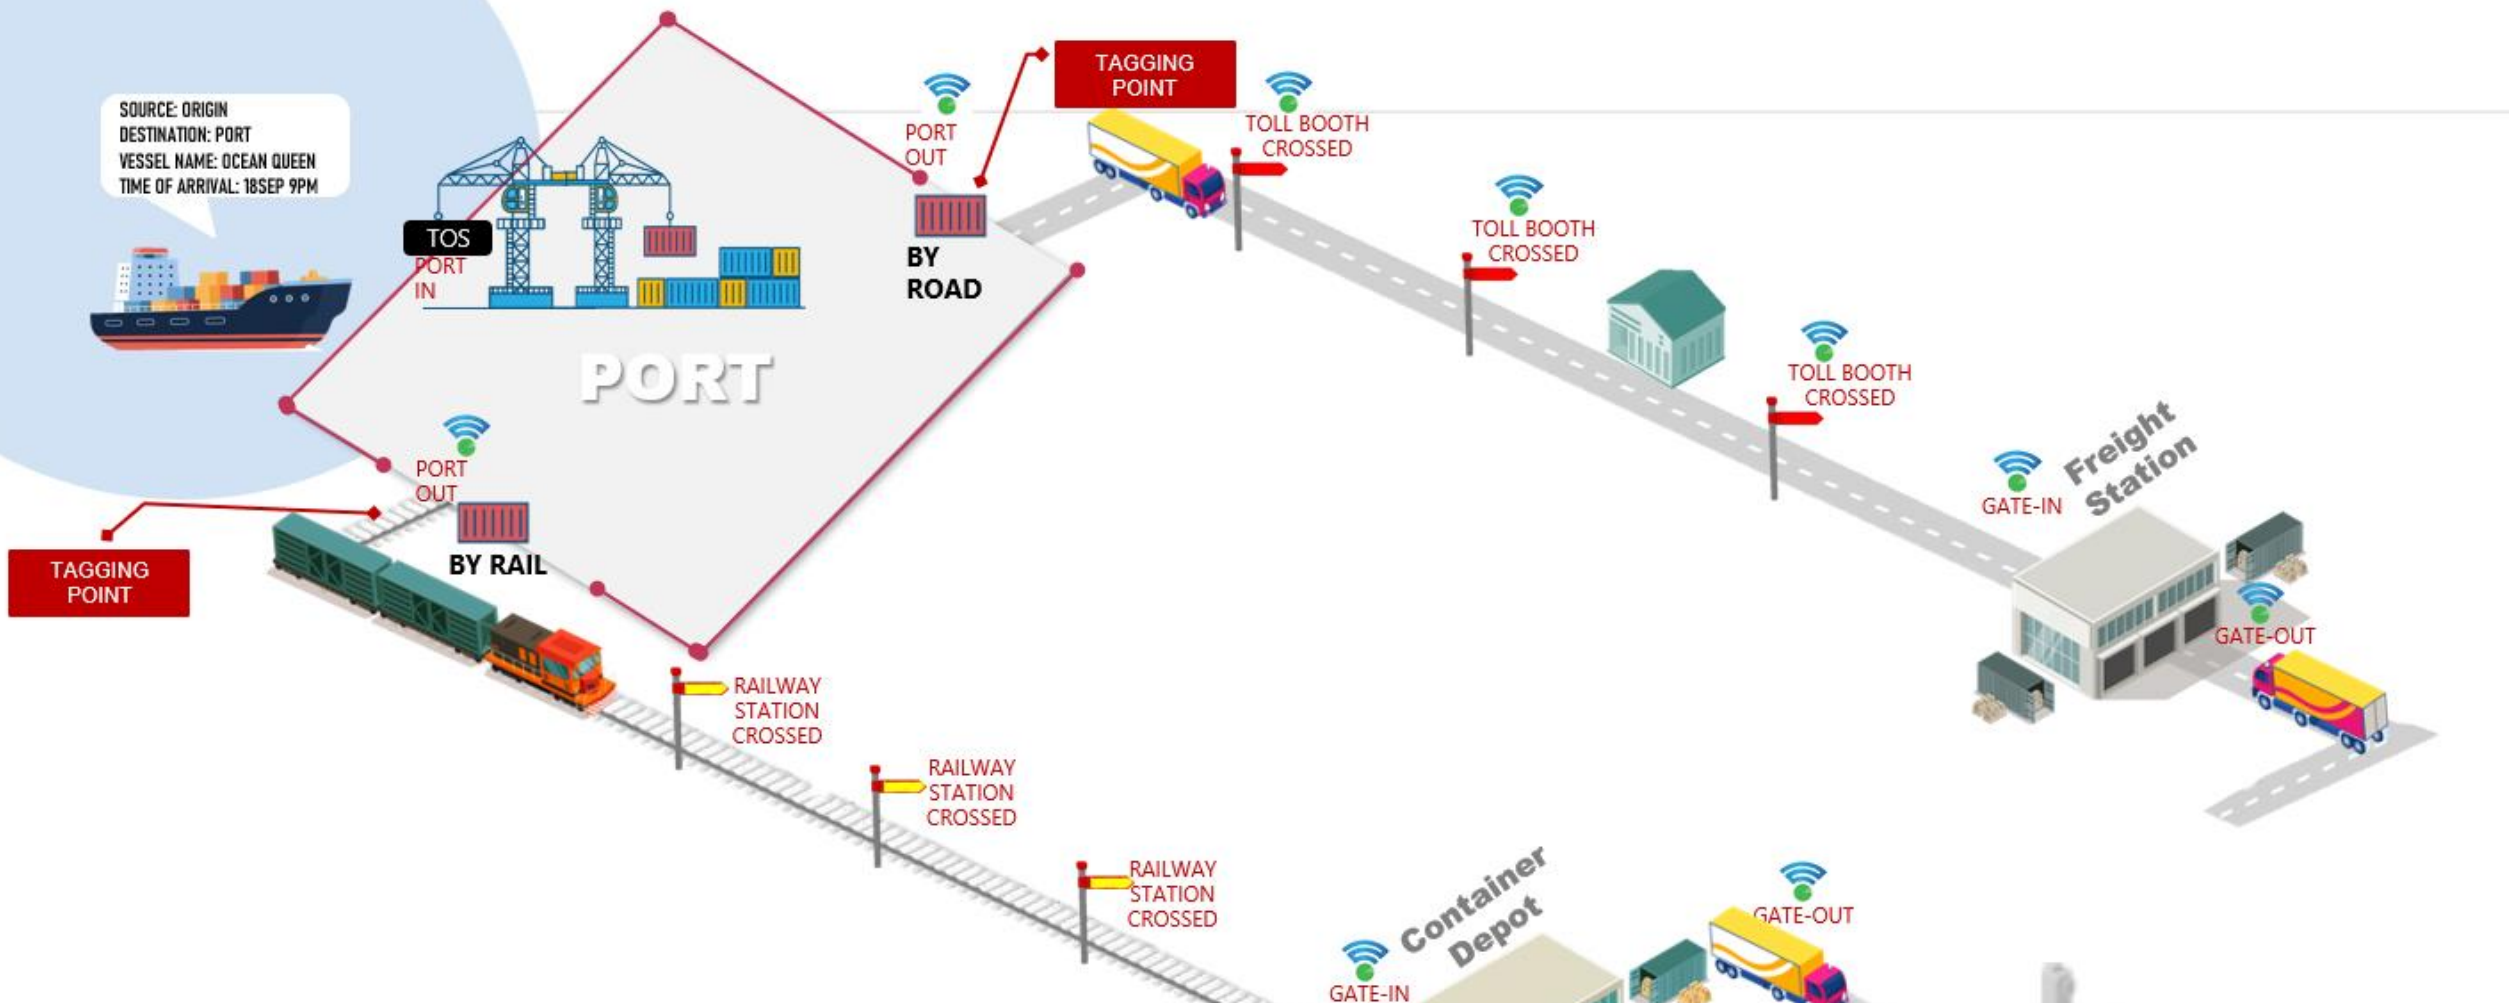 SOURCE: ORIGIN
DESTINATION: PORT
VESSEL NAME: OCEAN QUEEN
TIME OF ARRIVAL: 18SEP 9PM
TOS
PORT
IN
PORT
PORT
OUT
BY
ROAD
TAGGING
POINT
TOLL BOOTH
CROSSED
TOLL BOOTH
CROSSED
TOLL BOOTH
CROSSED
GATE-IN
Freight
Station
GATE-OUT
PORT
OUT
BY RAIL
TAGGING
POINT
RAILWAY
STATION
CROSSED
RAILWAY
STATION
CROSSED
RAILWAY
STATION
CROSSED
GATE-IN
Container
Depot
GATE-OUT